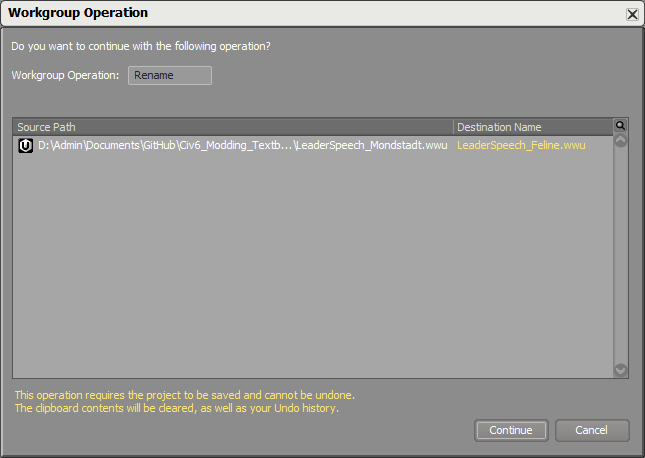 Workgroup Operation
Do you want to continue with the following operation?
Workgroup Operation: Rename
Source Path Destination Name
D:\Admin\Documents\GitHub\Civ6_Modding_Textb...\LeaderSpeech_Mondstadt.wwu LeaderSpeech_Feline.wwu
This operation requires the project to be saved and cannot be undone.
The clipboard contents will be cleared, as well as your Undo history.
Continue Cancel